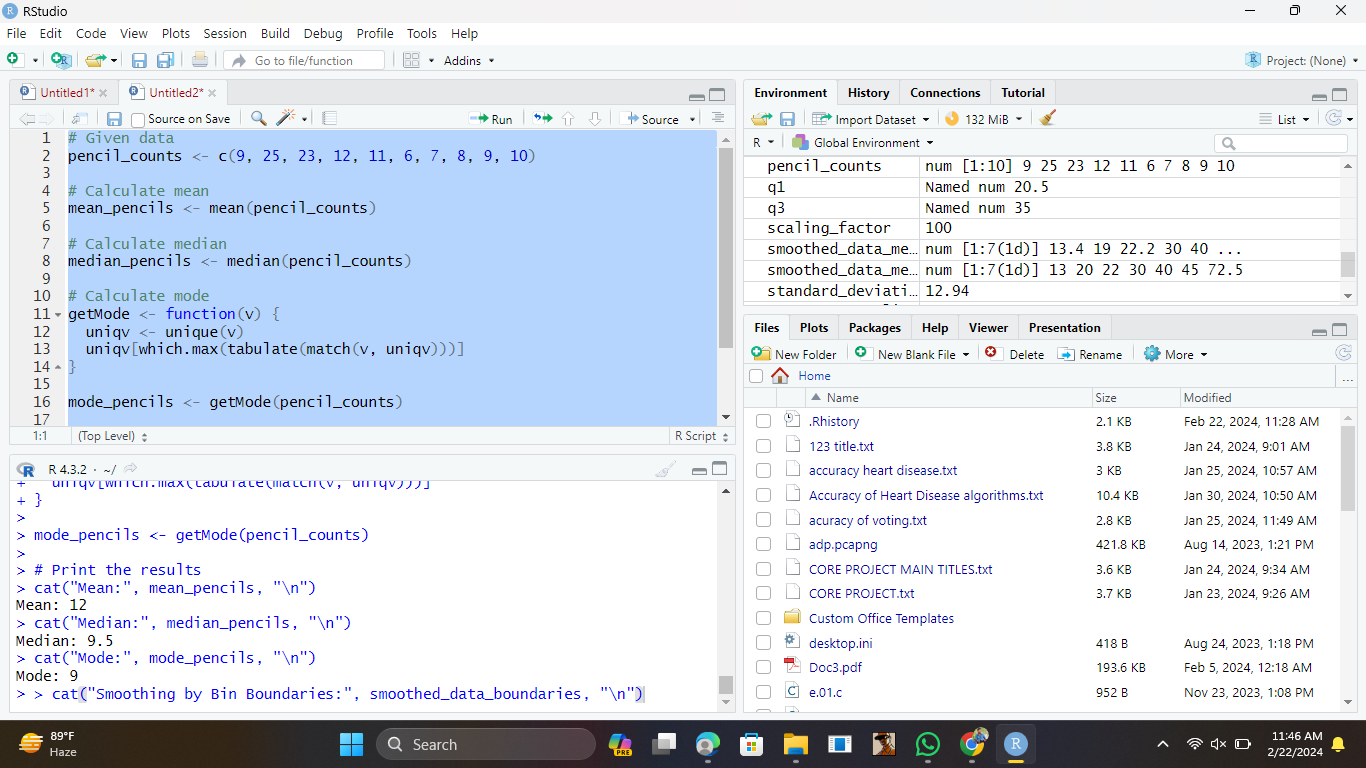 RStudio
File Edit Code View Plots Session Build Debug Profile Tools Help
Go to file/function Addins Project: (None)
Untitled1* Untitled2*
Source on Save Run Source
1 # Given data
2 pencil_counts <- c(9, 25, 23, 12, 11, 6, 7, 8, 9, 10)
3
4 # Calculate mean
5 mean_pencils <- mean(pencil_counts)
6
7 # Calculate median
8 median_pencils <- median(pencil_counts)
9
10 # Calculate mode
11 getMode <- function(v) {
12 uniqv <- unique(v)
13 uniqv[which.max(tabulate(match(v, uniqv)))]
14 }
15
16 mode_pencils <- getMode(pencil_counts)
17
1:1 (Top Level) R Script
R 4.3.2 · ~/
+ uniqv[which.max(tabulate(match(v, uniqv)))]
+ }
>
> mode_pencils <- getMode(pencil_counts)
>
> # Print the results
> cat("Mean:", mean_pencils, "\n")
Mean: 12
> cat("Median:", median_pencils, "\n")
Median: 9.5
> cat("Mode:", mode_pencils, "\n")
Mode: 9
> > cat("Smoothing by Bin Boundaries:", smoothed_data_boundaries, "\n")
Environment History Connections Tutorial
Import Dataset 132 MiB List
R Global Environment
pencil_counts num [1:10] 9 25 23 12 11 6 7 8 9 10
q1 Named num 20.5
q3 Named num 35
scaling_factor 100
smoothed_data_me… num [1:7(1d)] 13.4 19 22.2 30 40 ...
smoothed_data_me… num [1:7(1d)] 13 20 22 30 40 45 72.5
standard_deviati… 12.94
Files Plots Packages Help Viewer Presentation
New Folder New Blank File Delete Rename More
Home ...
Name Size Modified
.Rhistory 2.1 KB Feb 22, 2024, 11:28 AM
123 title.txt 3.8 KB Jan 24, 2024, 9:01 AM
accuracy heart disease.txt 3 KB Jan 25, 2024, 10:57 AM
Accuracy of Heart Disease algorithms.txt 10.4 KB Jan 30, 2024, 10:50 AM
acuracy of voting.txt 2.8 KB Jan 25, 2024, 11:49 AM
adp.pcapng 421.8 KB Aug 14, 2023, 1:21 PM
CORE PROJECT MAIN TITLES.txt 3.6 KB Jan 24, 2024, 9:34 AM
CORE PROJECT.txt 3.7 KB Jan 23, 2024, 9:26 AM
Custom Office Templates
desktop.ini 418 B Aug 24, 2023, 1:18 PM
Doc3.pdf 193.6 KB Feb 5, 2024, 12:18 AM
e.01.c 952 B Nov 23, 2023, 1:08 PM
89°F
Haze
Search
PRE
11:46 AM
2/22/2024